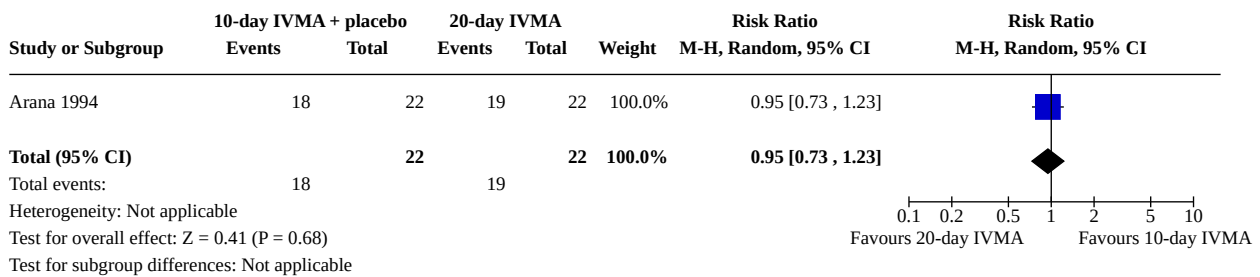 10-day IVMA + placebo 20-day IVMA Risk Ratio Risk Ratio
Study or Subgroup Events Total Events Total Weight M-H, Random, 95% CI M-H, Random, 95% CI
Arana 1994 18 22 19 22 100.0% 0.95 [0.73 , 1.23]
Total (95% CI) 22 22 100.0% 0.95 [0.73 , 1.23]
Total events: 18 19
Heterogeneity: Not applicable
0.1 0.2 0.5 1 2 5 10
Test for overall effect: Z = 0.41 (P = 0.68) Favours 20-day IVMA Favours 10-day IVMA
Test for subgroup differences: Not applicable